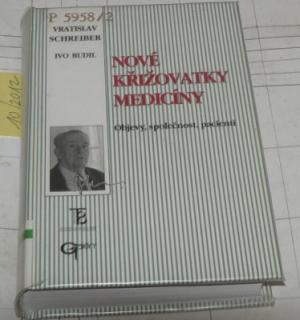 P 5958/2
VRATISLAV
SCHREIBER
IVO BUDIL
NOVÉ
KŘIŽOVATKY
MEDICÍNY
Objevy, společnost, pacienti
10/2012